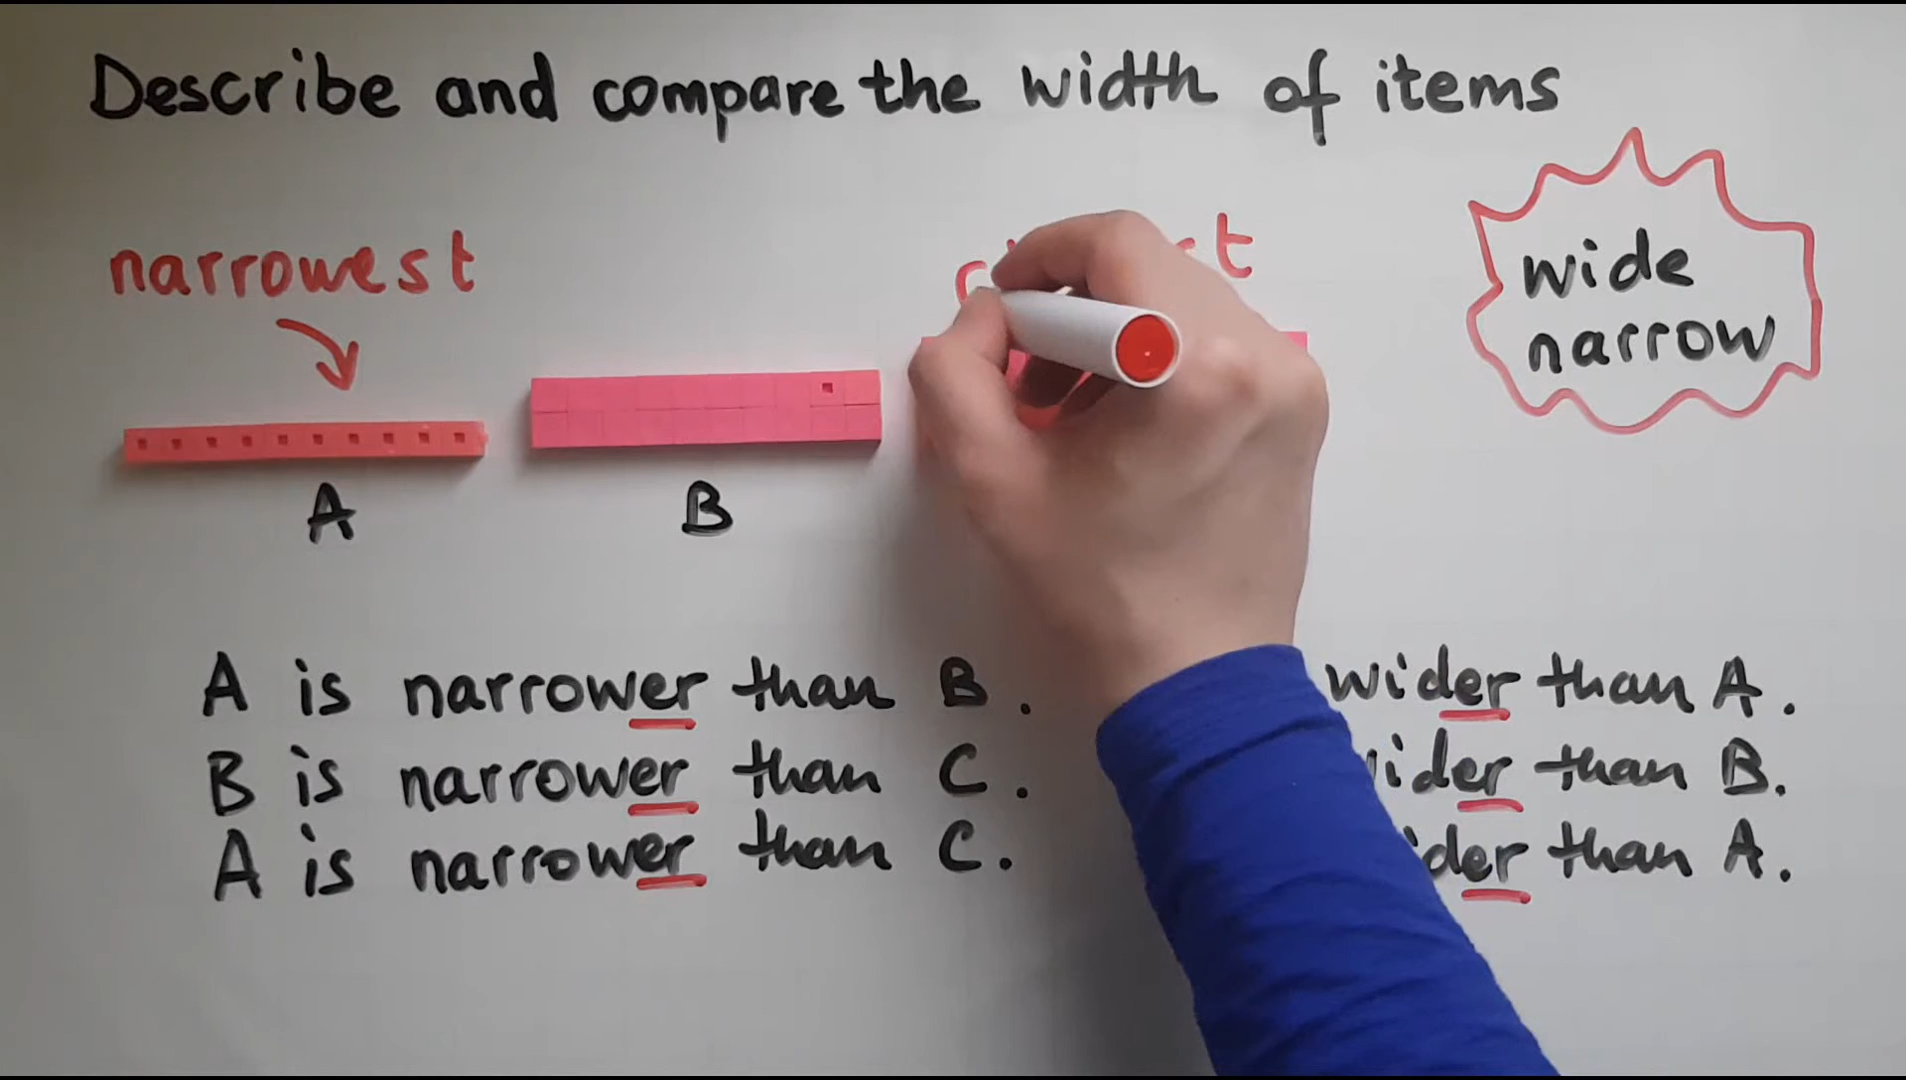 Describe and compare the width of items
narrowest
wide
narrow
A
B
A is narrower than B.
wider than A.
B is narrower than C.
wider than B.
A is narrower than C.
than A.